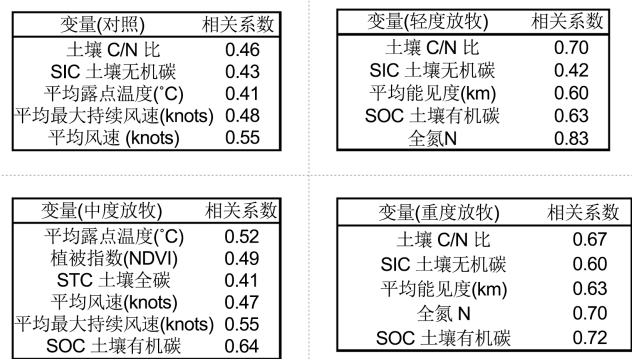 变量(对照) 相关系数
土壤 C/N 比 0.46
SIC 土壤无机碳 0.43
平均露点温度(°C) 0.41
平均最大持续风速(knots) 0.48
平均风速 (knots) 0.55
变量(轻度放牧) 相关系数
土壤 C/N 比 0.70
SIC 土壤无机碳 0.42
平均能见度(km) 0.60
SOC 土壤有机碳 0.63
全氮N 0.83
变量(中度放牧) 相关系数
平均露点温度(°C) 0.52
植被指数(NDVI) 0.49
STC 土壤全碳 0.41
平均风速(knots) 0.47
平均最大持续风速(knots) 0.55
SOC 土壤有机碳 0.64
变量(重度放牧) 相关系数
土壤 C/N 比 0.67
SIC 土壤无机碳 0.60
平均能见度(km) 0.63
全氮 N 0.70
SOC 土壤有机碳 0.72